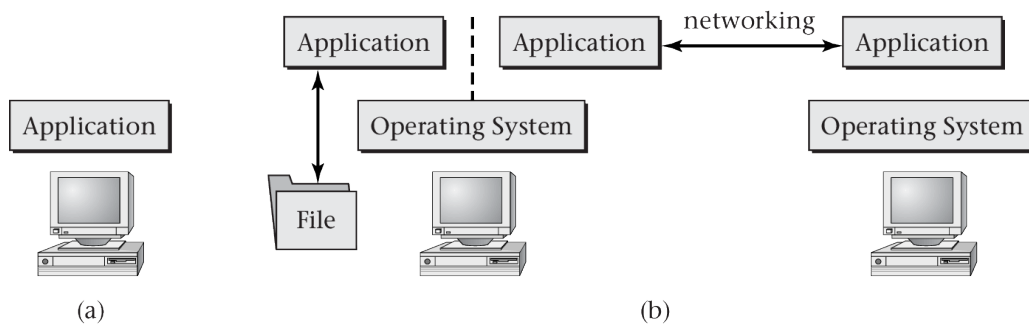 networking
Application
Application
Application
Application
Operating System
Operating System
File
(a)
(b)